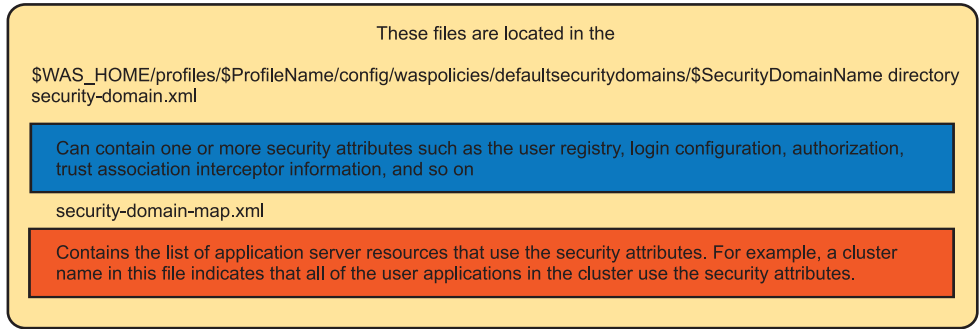 These files are located in the
$WAS_HOME/profiles/$ProfileName/config/waspolicies/defaultsecuritydomains/$SecurityDomainName directory
security-domain.xml
Can contain one or more security attributes such as the user registry, login configuration, authorization,
trust association interceptor information, and so on
security-domain-map.xml
Contains the list of application server resources that use the security attributes. For example, a cluster
name in this file indicates that all of the user applications in the cluster use the security attributes.